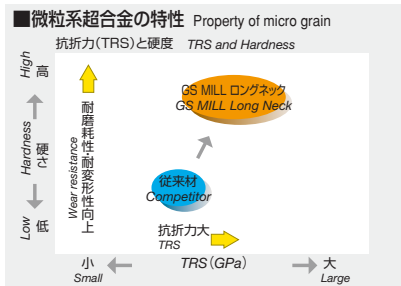 ■微粒系超合金の特性 Property of micro grain
抗折力(TRS)と硬度 TRS and Hardness
High 高
Hardness 硬さ
Low 低
耐磨耗性・耐変形性向上
Wear resistance
GS MILL ロングネック
GS MILL Long Neck
従来材
Competitor
抗折力大
TRS
小 TRS(GPa) 大
Small Large